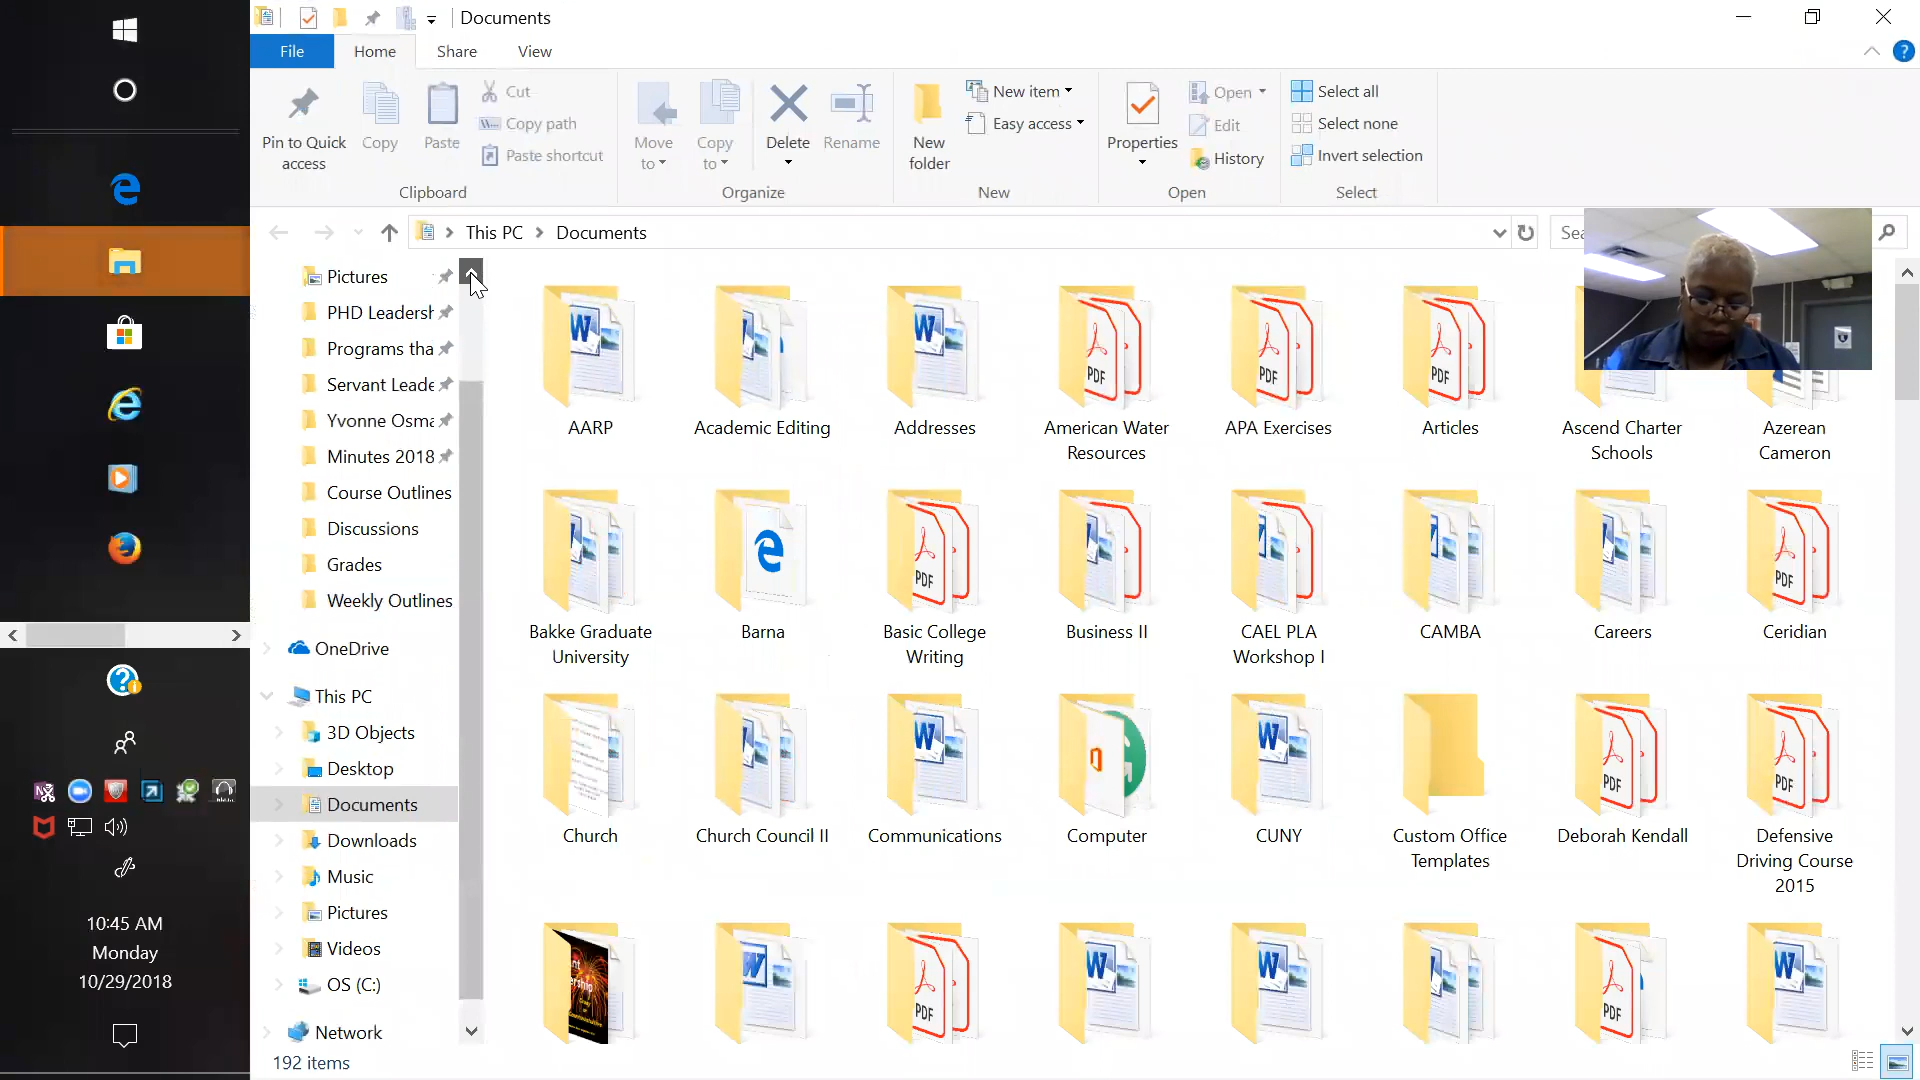 Documents
File Home Share View
Pin to Quick access
Copy
Paste
Cut
Copy path
Paste shortcut
Clipboard
Move to
Copy to
Delete
Rename
Organize
New folder
New item
Easy access
New
Properties
Open
Edit
History
Open
Select all
Select none
Invert selection
Select
This PC > Documents
Sea
Pictures
PHD Leadersh
Programs tha
Servant Leade
Yvonne Osma
Minutes 2018
Course Outlines
Discussions
Grades
Weekly Outlines
OneDrive
This PC
3D Objects
Desktop
Documents
Downloads
Music
Pictures
Videos
OS (C:)
Network
192 items
AARP
Academic Editing
Addresses
American Water
Resources
APA Exercises
Articles
Ascend Charter
Schools
Azerean
Cameron
Bakke Graduate
University
Barna
Basic College
Writing
Business II
CAEL PLA
Workshop I
CAMBA
Careers
Ceridian
Church
Church Council II
Communications
Computer
CUNY
Custom Office
Templates
Deborah Kendall
Defensive
Driving Course
2015
10:45 AM
Monday
10/29/2018